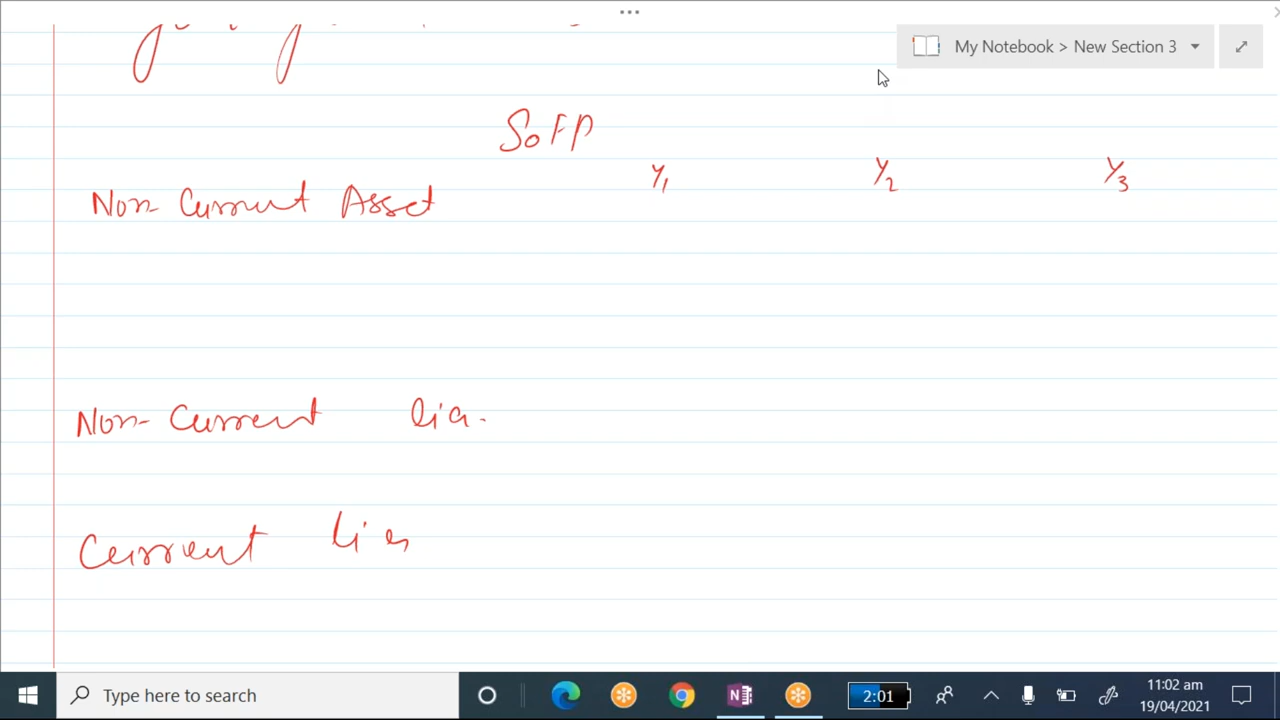 ...
My Notebook > New Section 3
SoFP
Y1 Y2 Y3
Non-Current Asset
Non-Current lia.
Current lia
Type here to search
2:01
11:02 am
19/04/2021